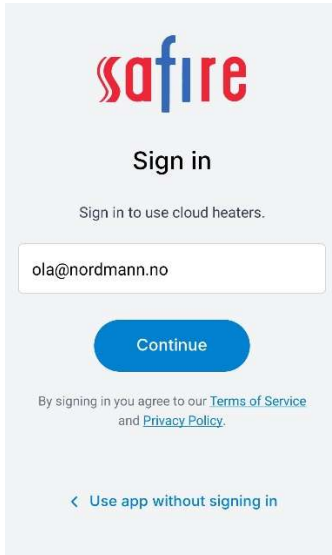 safire
Sign in
Sign in to use cloud heaters.
ola@nordmann.no
Continue
By signing in you agree to our Terms of Service
and Privacy Policy.
Use app without signing in